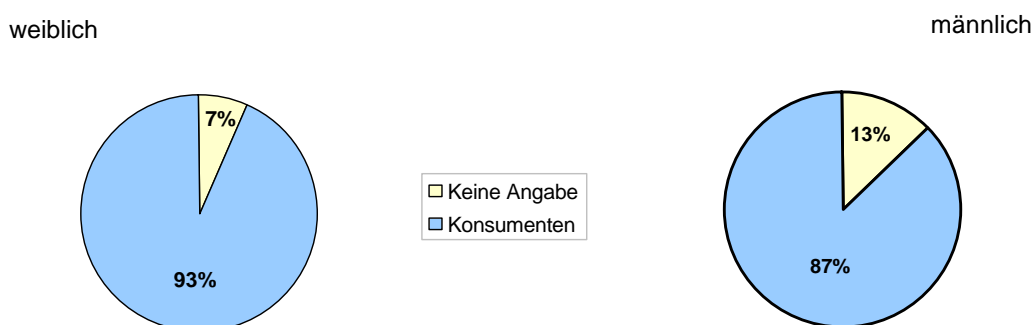 weiblich
männlich
7%
93%
Keine Angabe
Konsumenten
13%
87%